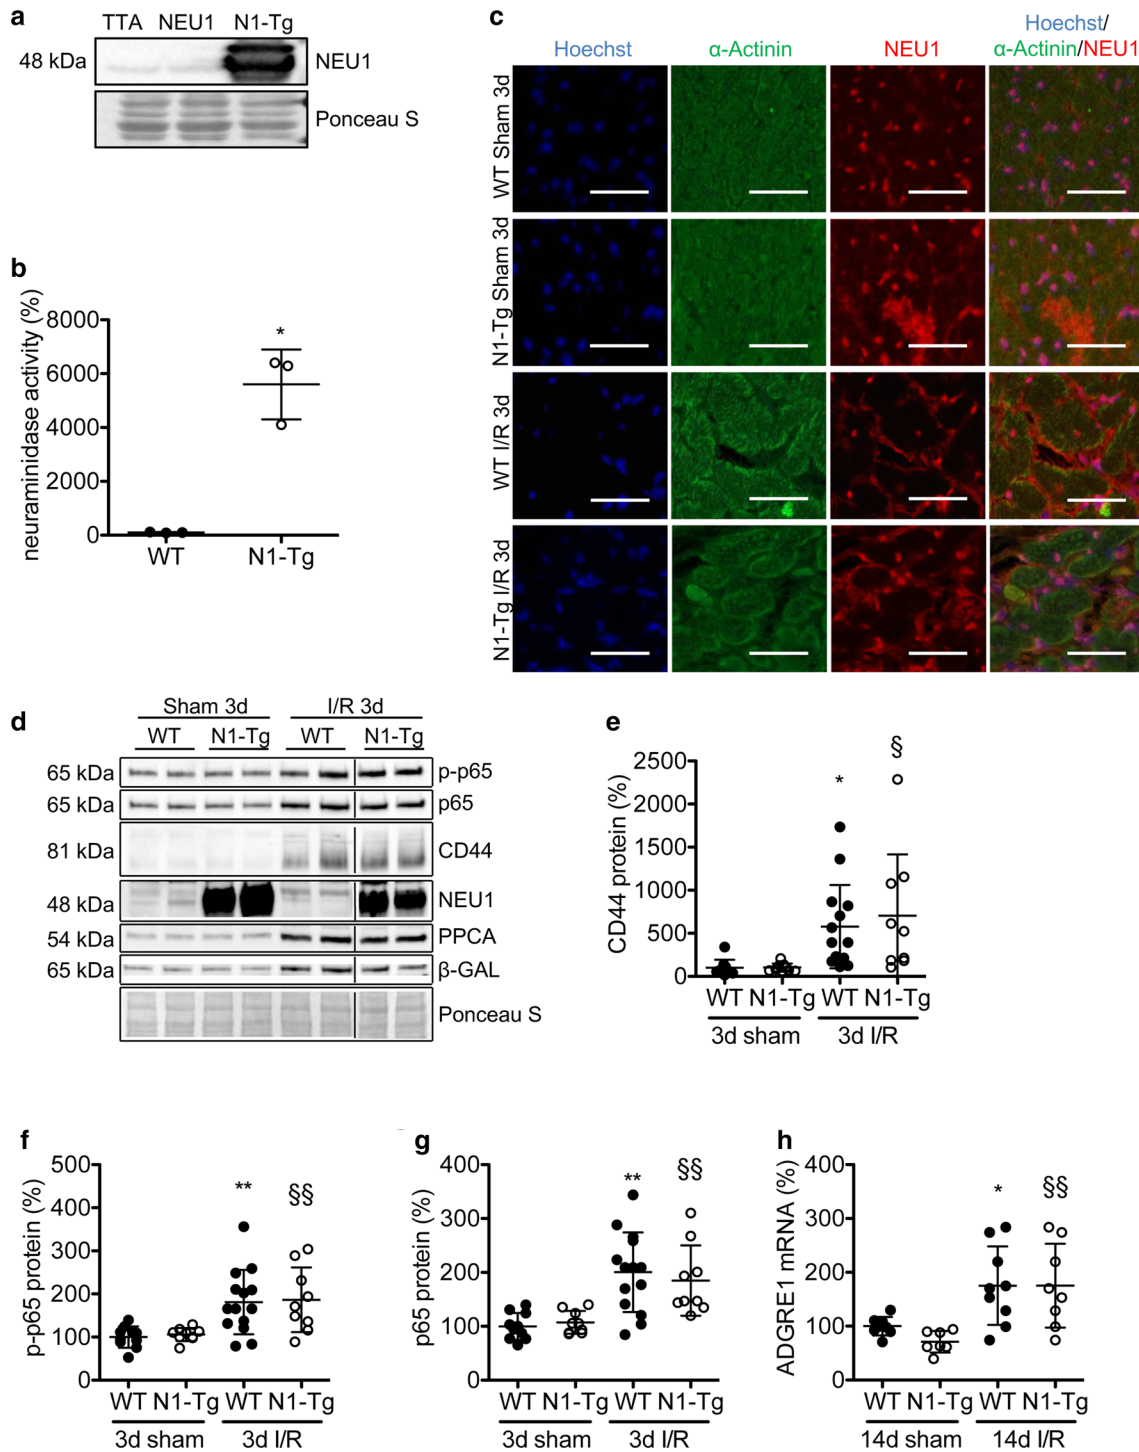 a
TTA NEU1 N1-Tg
48 kDa
NEU1
Ponceau S
b
neuraminidase activity (%)
8000
6000
4000
2000
0
*
WT N1-Tg
c
Hoechst
α-Actinin
NEU1
Hoechst/
α-Actinin/NEU1
WT Sham 3d
N1-Tg Sham 3d
WT I/R 3d
N1-Tg I/R 3d
d
Sham 3d I/R 3d
WT N1-Tg WT N1-Tg
65 kDa p-p65
65 kDa p65
81 kDa CD44
48 kDa NEU1
54 kDa PPCA
65 kDa β-GAL
Ponceau S
e
CD44 protein (%)
2500
2000
1500
1000
500
0
*
§
WT N1-Tg WT N1-Tg
3d sham 3d I/R
f
p-p65 protein (%)
500
400
300
200
100
0
**
§§
WT N1-Tg WT N1-Tg
3d sham 3d I/R
g
p65 protein (%)
400
300
200
100
0
**
§§
WT N1-Tg WT N1-Tg
3d sham 3d I/R
h
ADGRE1 mRNA (%)
400
300
200
100
0
*
§§
WT N1-Tg WT N1-Tg
14d sham 14d I/R